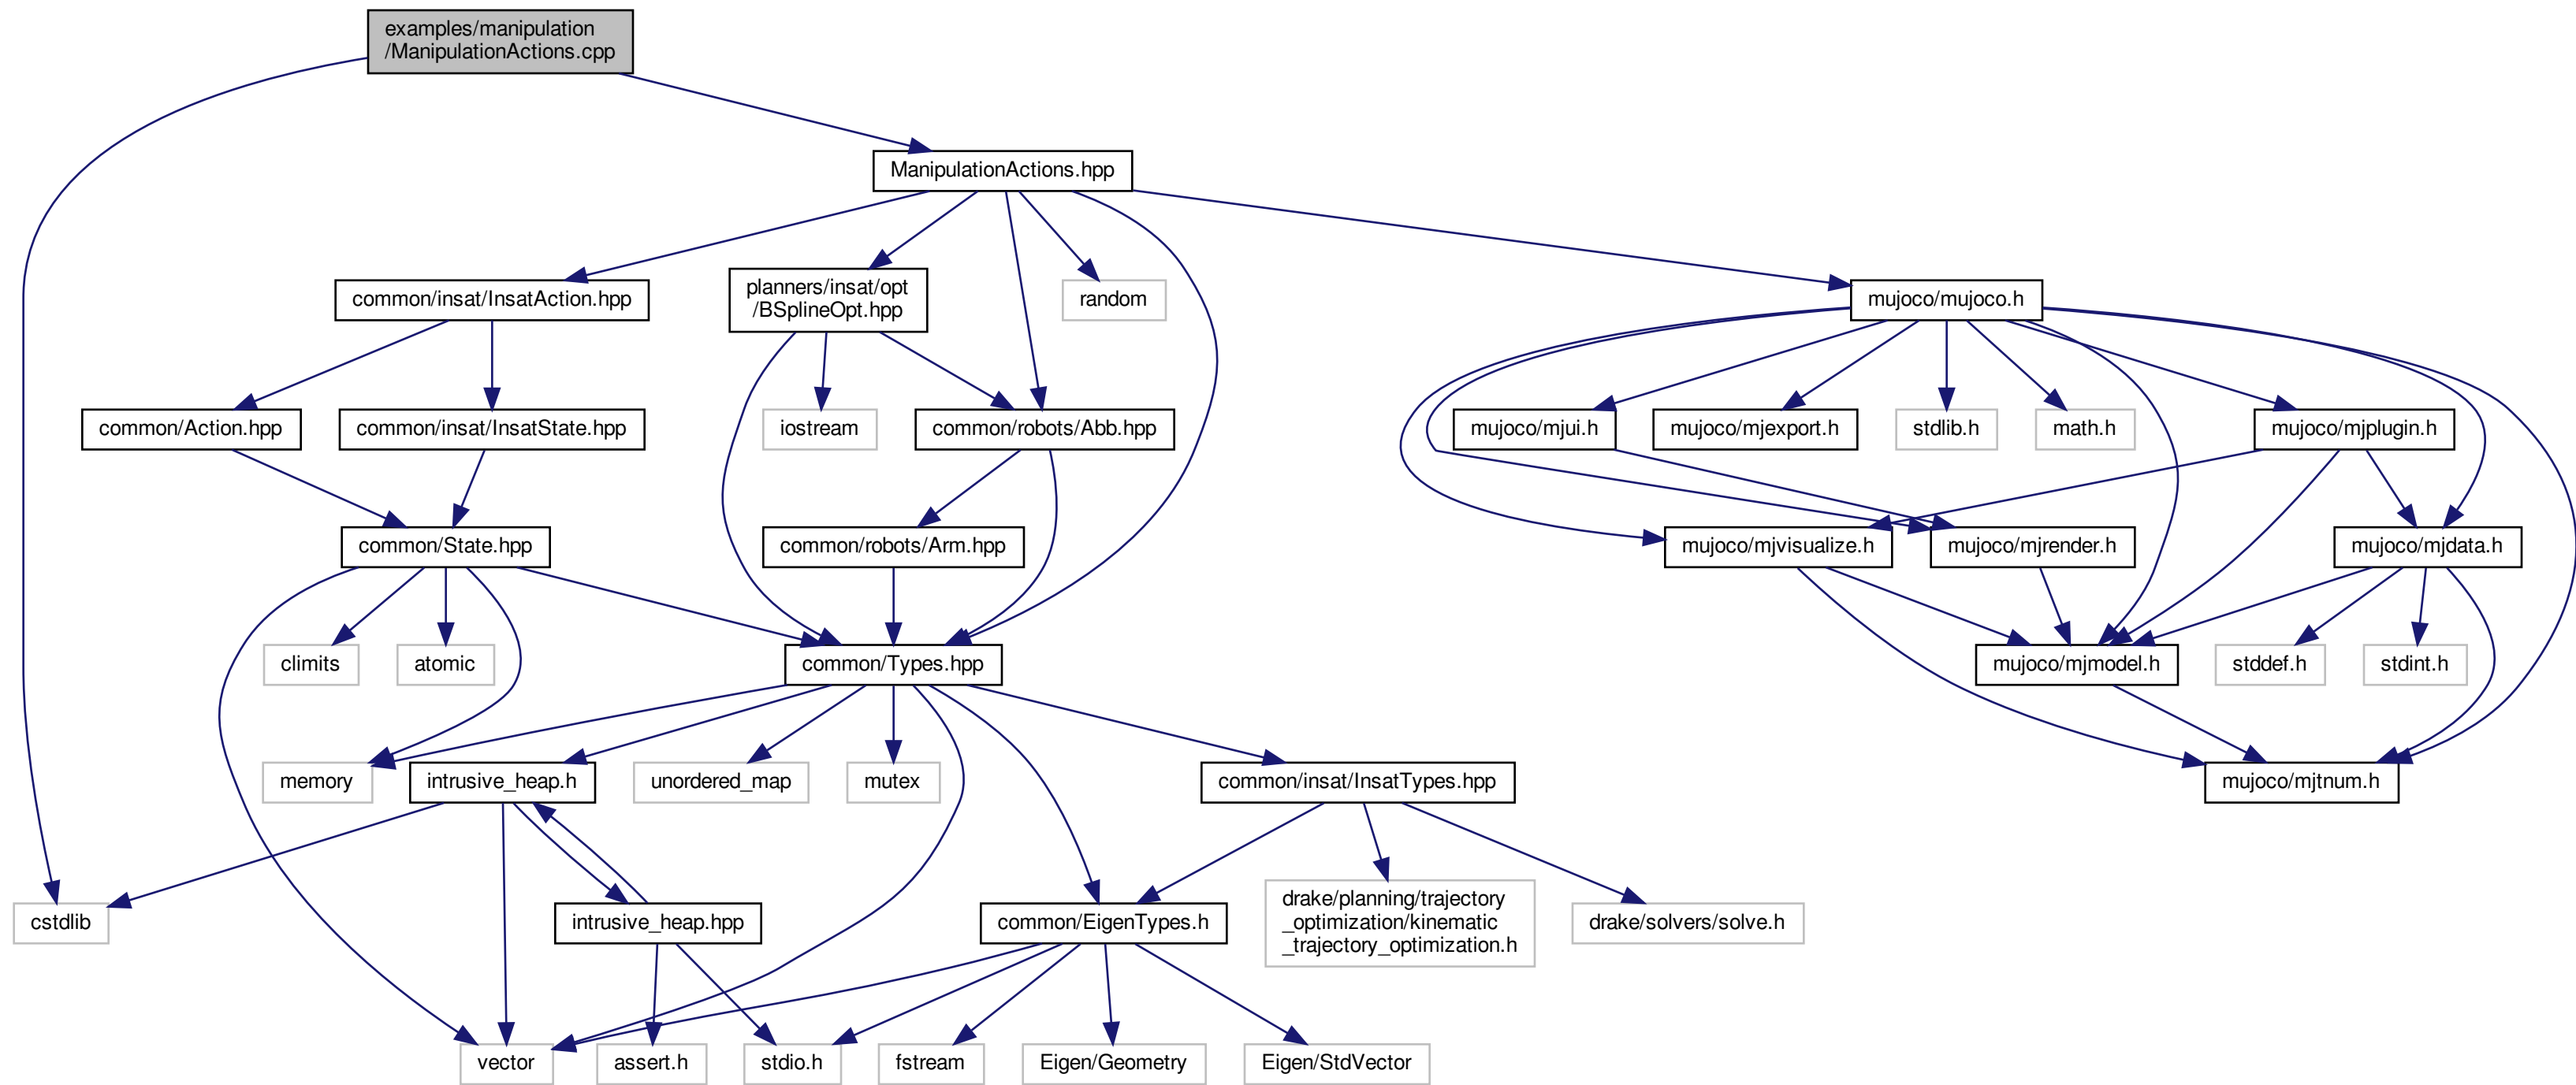 examples/manipulation
/ManipulationActions.cpp
ManipulationActions.hpp
common/insat/InsatAction.hpp
planners/insat/opt
/BSplineOpt.hpp
random
mujoco/mujoco.h
common/Action.hpp
common/insat/InsatState.hpp
iostream
common/robots/Abb.hpp
mujoco/mjui.h
mujoco/mjexport.h
stdlib.h
math.h
mujoco/mjplugin.h
common/State.hpp
common/robots/Arm.hpp
mujoco/mjvisualize.h
mujoco/mjrender.h
mujoco/mjdata.h
climits
atomic
common/Types.hpp
mujoco/mjmodel.h
stddef.h
stdint.h
memory
intrusive_heap.h
unordered_map
mutex
common/insat/InsatTypes.hpp
mujoco/mjtnum.h
cstdlib
intrusive_heap.hpp
common/EigenTypes.h
drake/planning/trajectory
_optimization/kinematic
_trajectory_optimization.h
drake/solvers/solve.h
vector
assert.h
stdio.h
fstream
Eigen/Geometry
Eigen/StdVector